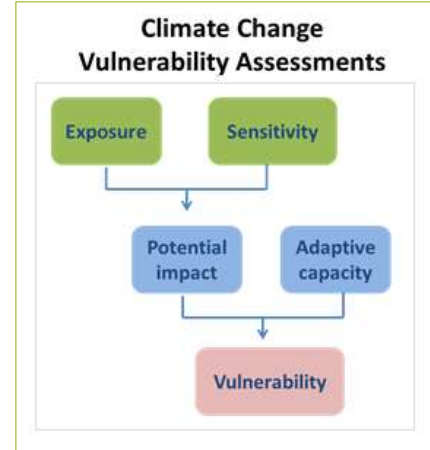 Climate Change
Vulnerability Assessments
Exposure
Sensitivity
Potential
impact
Adaptive
capacity
Vulnerability